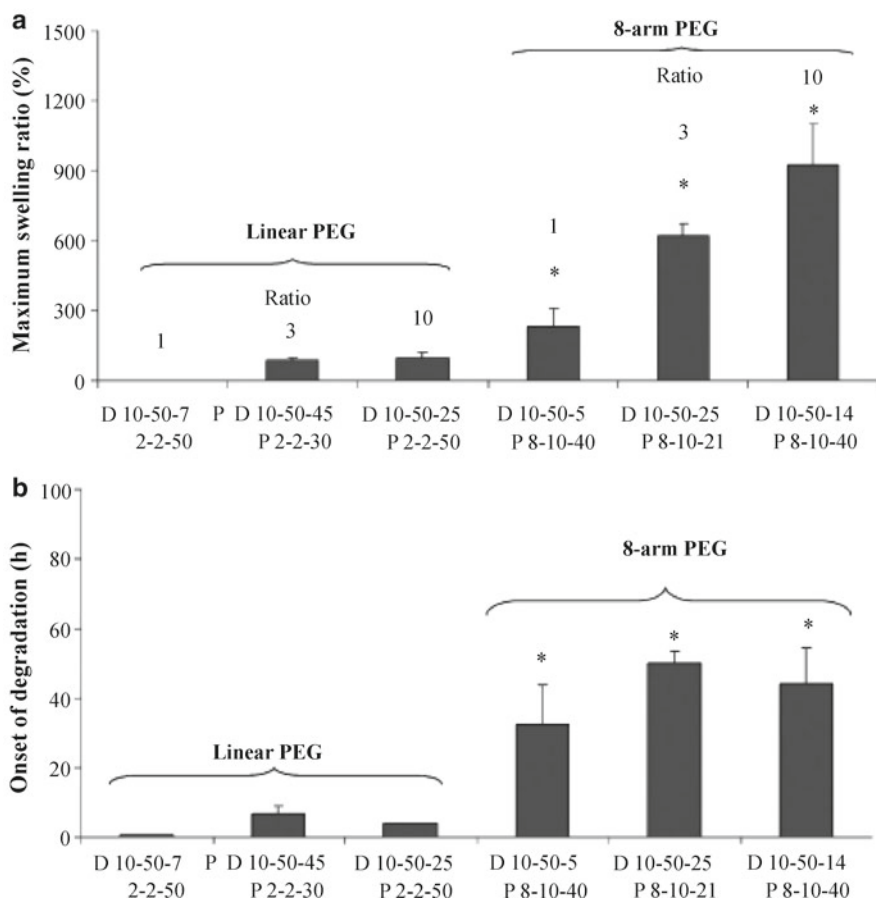 a
Maximum swelling ratio (%)
1500
1200
900
600
300
0
8-arm PEG
Ratio
10
*
3
*
1
*
Linear PEG
Ratio
10
3
1
D 10-50-7 P D 10-50-45 D 10-50-25 D 10-50-5 D 10-50-25 D 10-50-14
2-2-50 P 2-2-30 P 2-2-50 P 8-10-40 P 8-10-21 P 8-10-40
b
Onset of degradation (h)
100
80
60
40
20
0
8-arm PEG
* * *
Linear PEG
D 10-50-7 P D 10-50-45 D 10-50-25 D 10-50-5 D 10-50-25 D 10-50-14
2-2-50 P 2-2-30 P 2-2-50 P 8-10-40 P 8-10-21 P 8-10-40